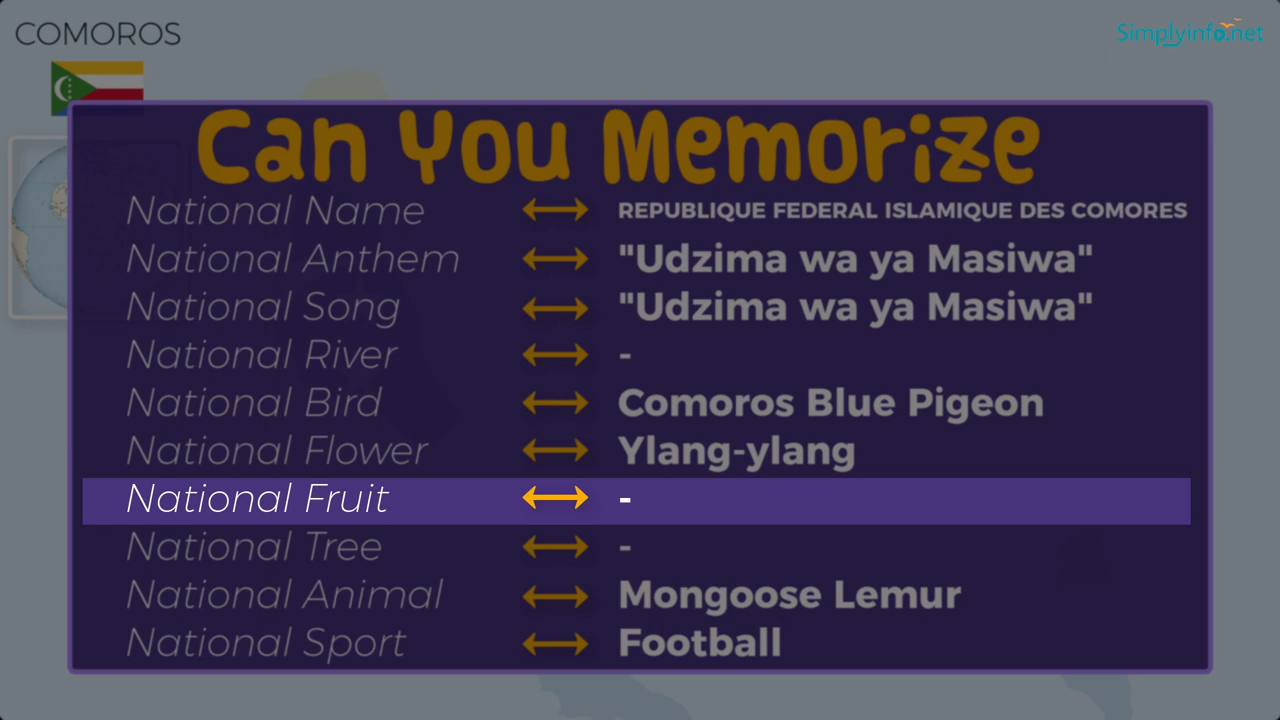 COMOROS
Simplyinfo.net
Can You Memorize
National Name ↔ REPUBLIQUE FEDERAL ISLAMIQUE DES COMORES
National Anthem ↔ "Udzima wa ya Masiwa"
National Song ↔ "Udzima wa ya Masiwa"
National River ↔ -
National Bird ↔ Comoros Blue Pigeon
National Flower ↔ Ylang-ylang
National Fruit ↔ -
National Tree ↔ -
National Animal ↔ Mongoose Lemur
National Sport ↔ Football